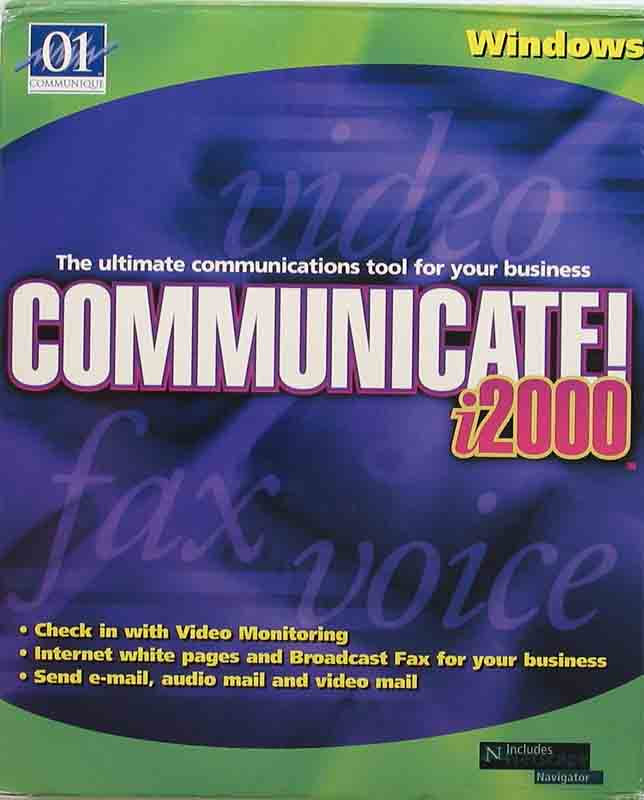 01
COMMUNIQUE
Windows
video
The ultimate communications tool for your business
COMMUNICATE!
i2000
™
fax
voice
• Check in with Video Monitoring
• Internet white pages and Broadcast Fax for your business
• Send e-mail, audio mail and video mail
N Includes
Netscape
Navigator